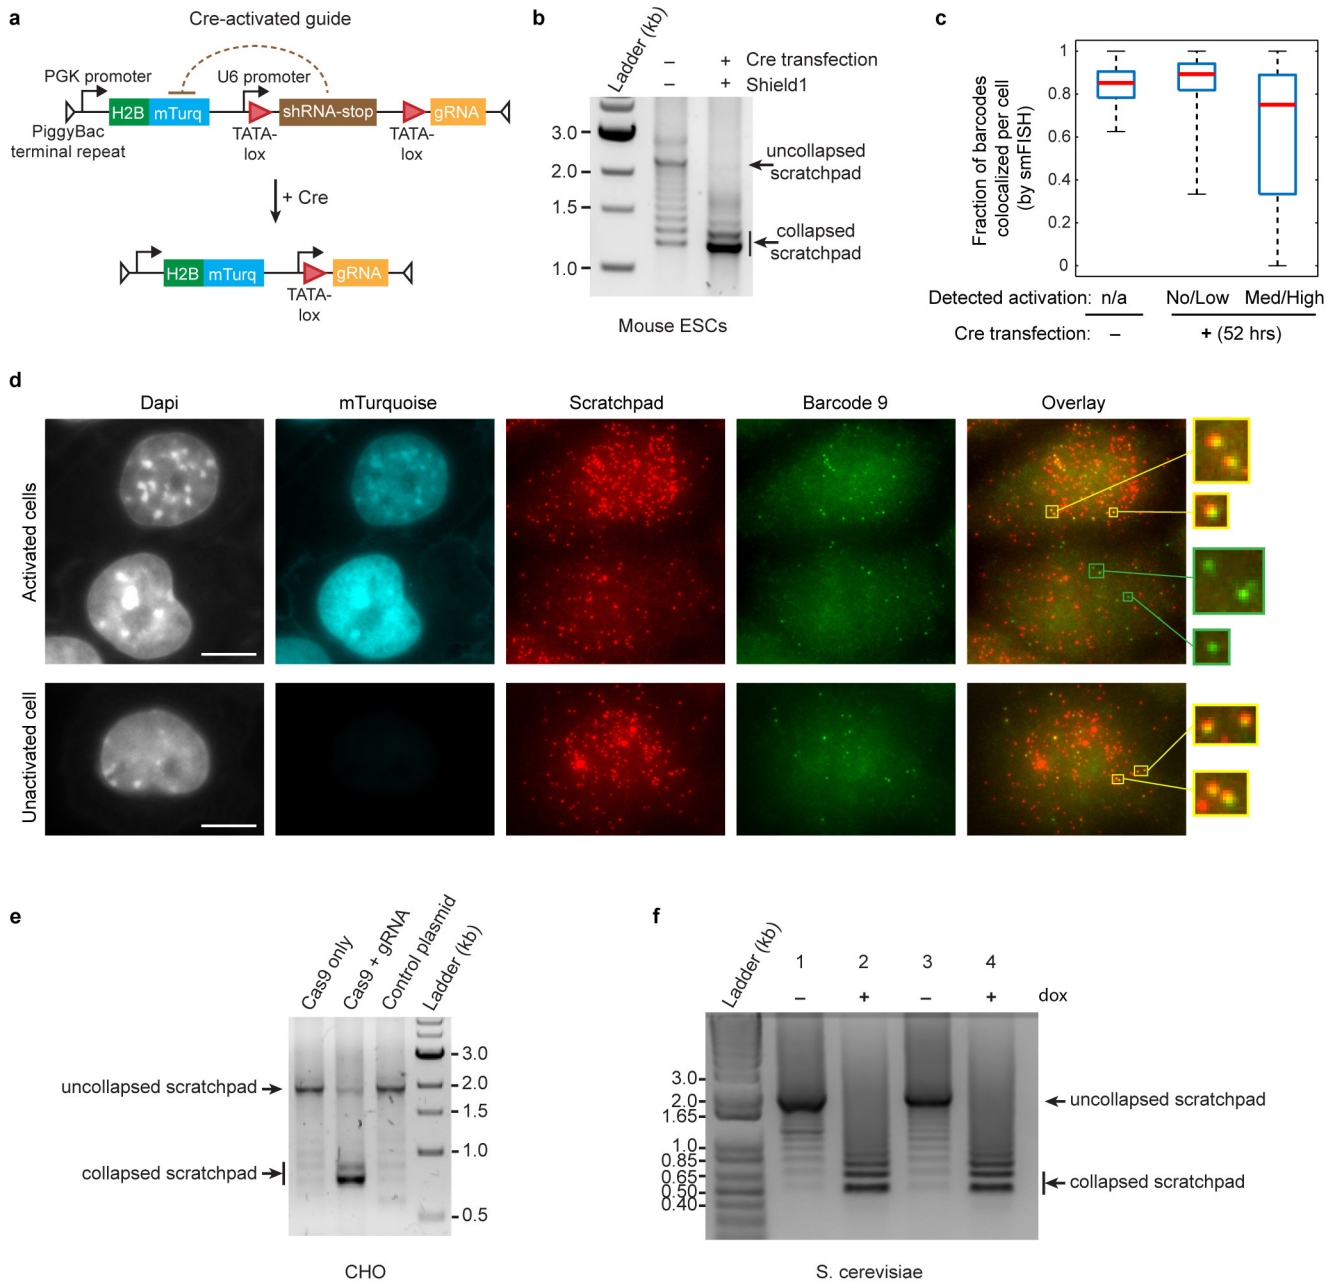 a
Cre-activated guide
PGK promoter
U6 promoter
H2B
mTurq
shRNA-stop
gRNA
PiggyBac
terminal repeat
TATA-
lox
TATA-
lox
+ Cre
H2B
mTurq
gRNA
TATA-
lox
b
Ladder (kb)
– + Cre transfection
– + Shield1
3.0
2.0
1.5
1.0
uncollapsed
scratchpad
collapsed
scratchpad
Mouse ESCs
c
Fraction of barcodes
colocalized per cell
(by smFISH)
1
0.8
0.6
0.4
0.2
0
Detected activation: n/a No/Low Med/High
Cre transfection: – + (52 hrs)
d
Dapi
mTurquoise
Scratchpad
Barcode 9
Overlay
Activated cells
Unactivated cell
e
Cas9 only
Cas9 + gRNA
Control plasmid
Ladder (kb)
uncollapsed scratchpad
collapsed scratchpad
3.0
2.0
1.5
1.0
0.5
CHO
f
Ladder (kb)
1 2 3 4
– + – + dox
3.0
2.0
1.65
1.0
0.85
0.65
0.50
0.40
uncollapsed scratchpad
collapsed scratchpad
S. cerevisiae